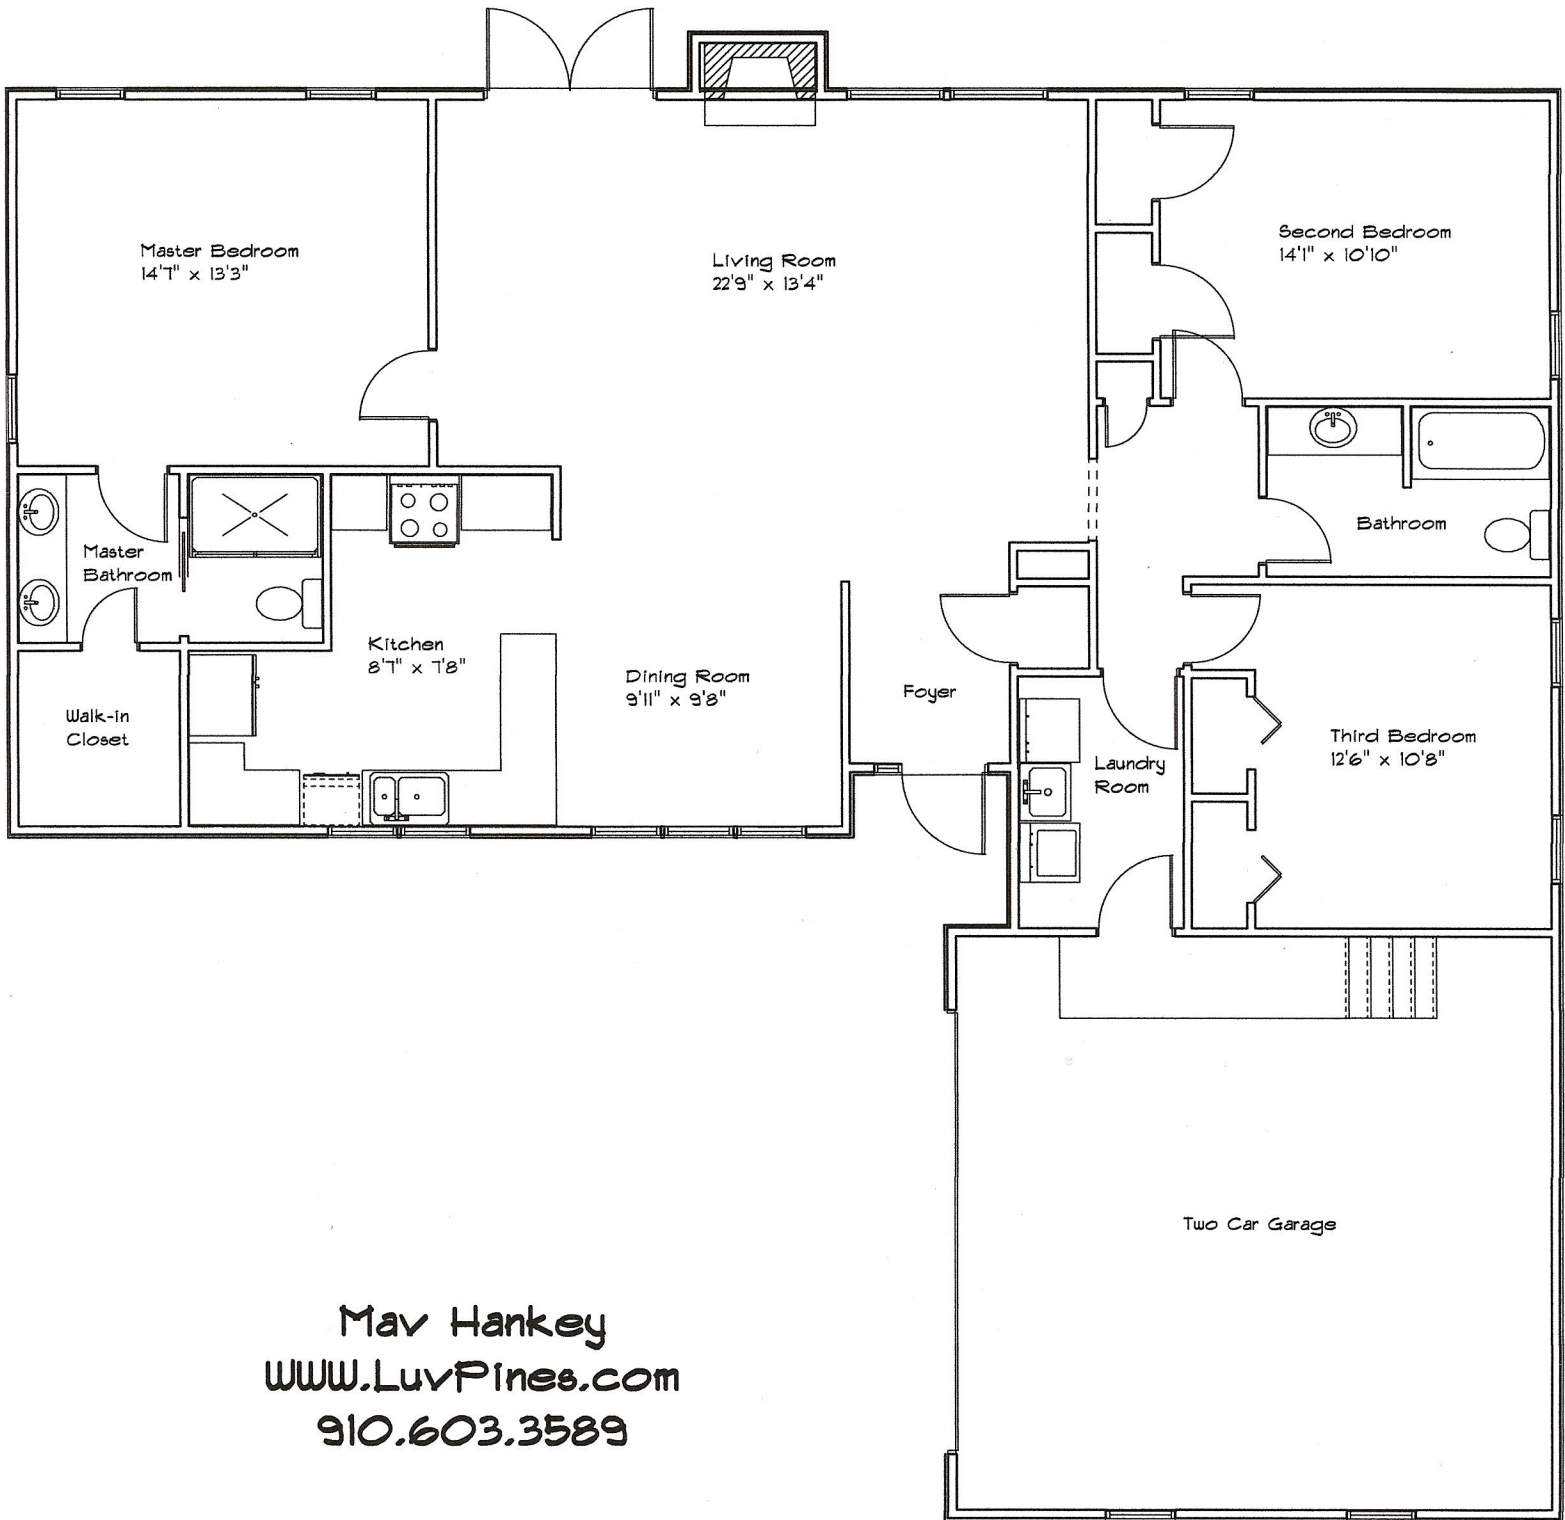 Master Bedroom
14'7" x 13'3"
Living Room
22'9" x 13'4"
Second Bedroom
14'1" x 10'10"
Master
Bathroom
Bathroom
Kitchen
8'7" x 7'8"
Dining Room
9'11" x 9'8"
Foyer
Walk-in
Closet
Laundry
Room
Third Bedroom
12'6" x 10'8"
Two Car Garage
Mav Hankey
WWW.LuvPines.com
910.603.3589